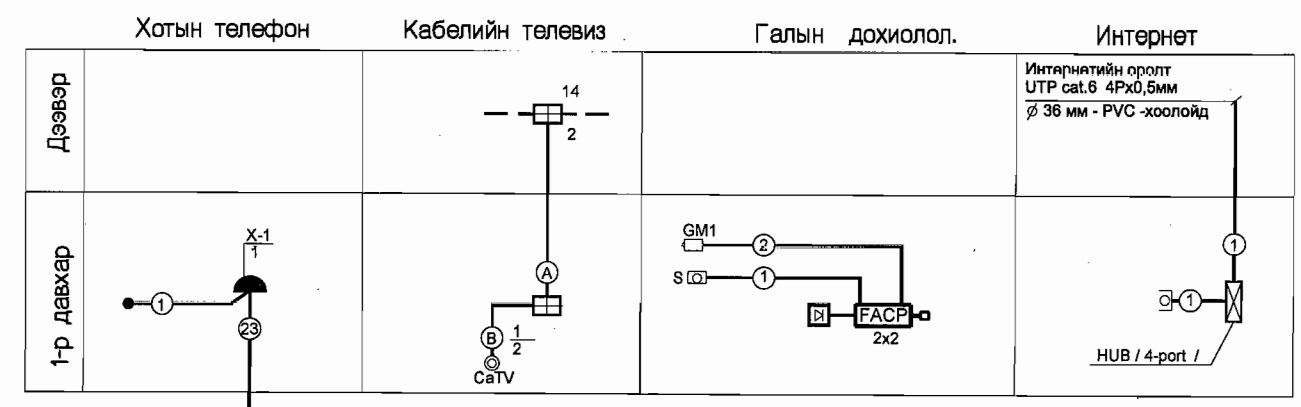 Хотын телефон
Кабелийн телевиз
Галын дохиолол.
Интернет
Дээвэр
14
2
Интернетийн оролт
UTP cat.6 4Px0,5мм
ø 36 мм - PVC -хоолойд
1-р давхар
X-1
1
1
23
A
B
1
2
CaTV
GM1
2
S
1
FACP
2x2
1
1
HUB / 4-port /